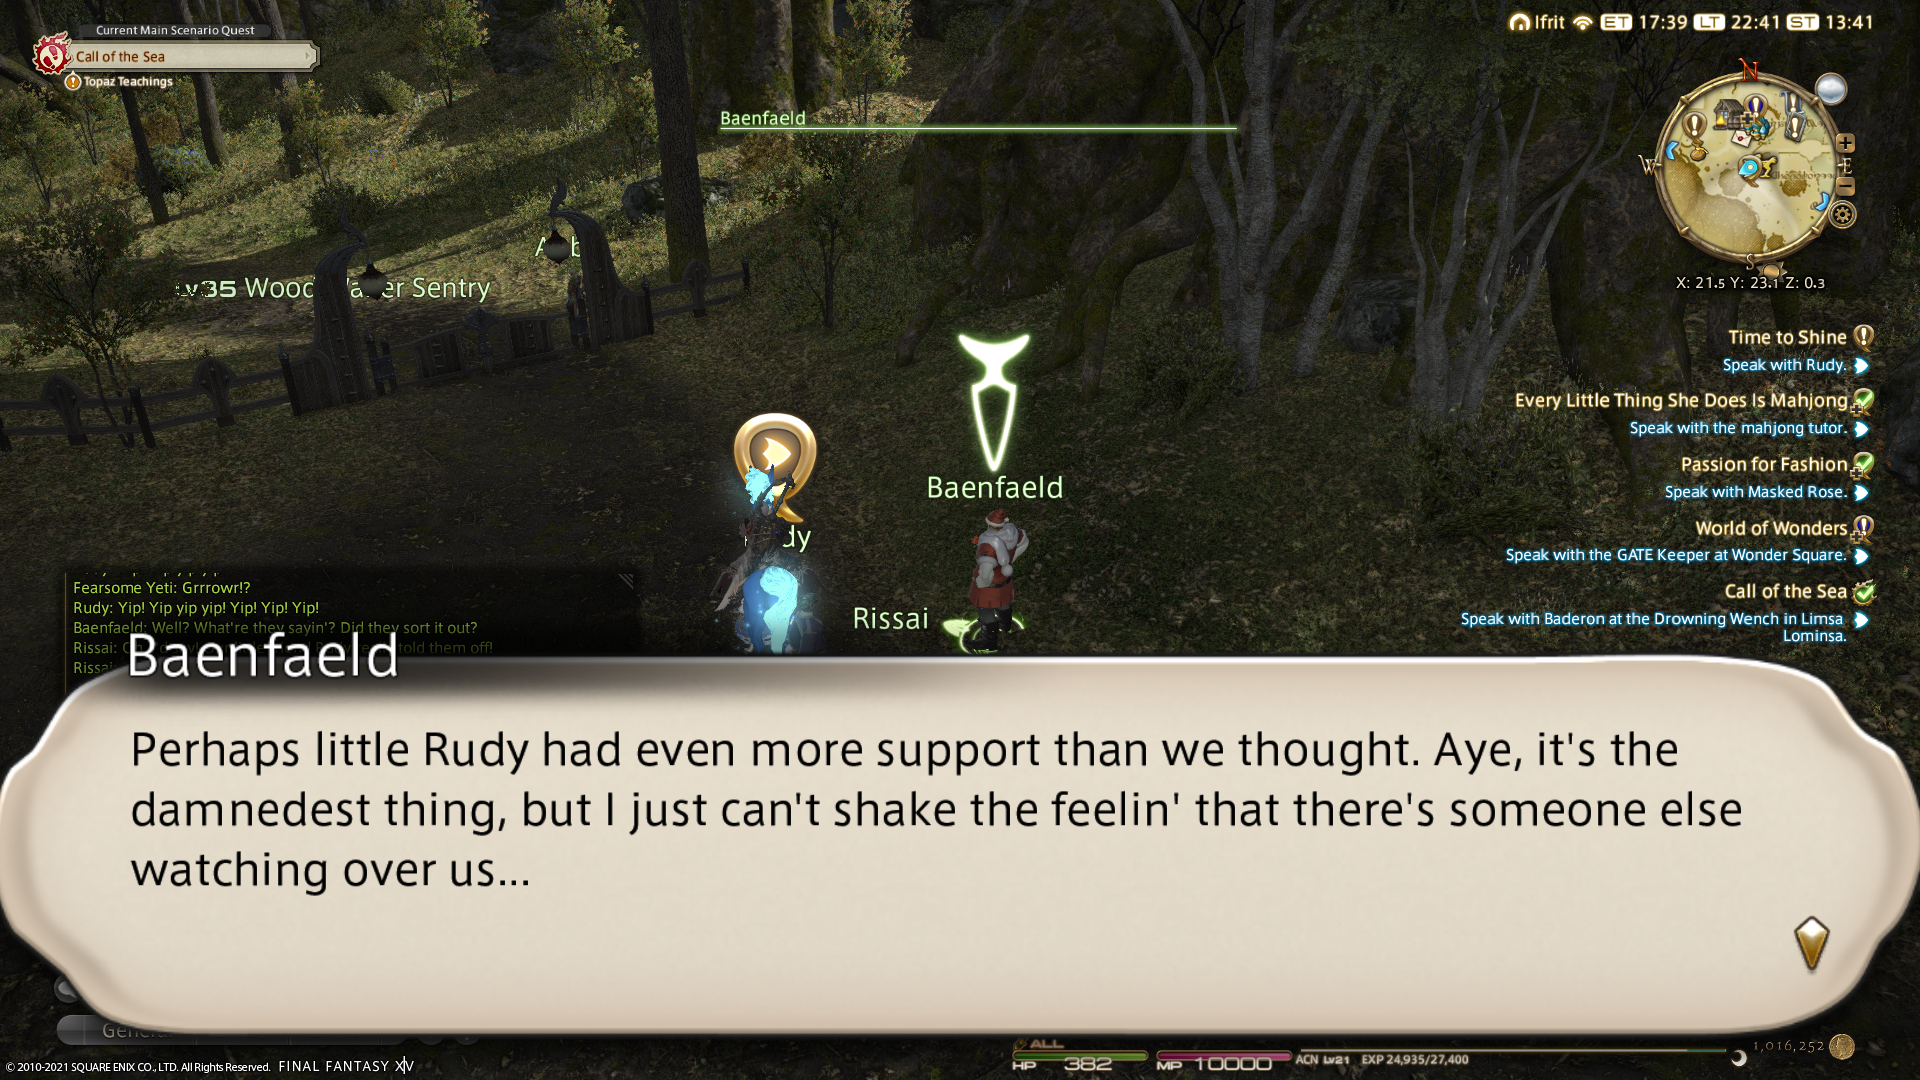 Current Main Scenario Quest
Call of the Sea
Topaz Teachings
Ifrit ET 17:39 LT 22:41 ST 13:41
N
W
E
S
X: 21.5 Y: 23.1 Z: 0.3
Baenfaeld
Lv35 Wood Wailer Sentry
Baenfaeld
Rissai
Time to Shine
Speak with Rudy.
Every Little Thing She Does Is Mahjong
Speak with the mahjong tutor.
Passion for Fashion
Speak with Masked Rose.
World of Wonders
Speak with the GATE Keeper at Wonder Square.
Call of the Sea
Speak with Baderon at the Drowning Wench in Limsa
Lominsa.
Fearsome Yeti: Grrrowr!?
Rudy: Yip! Yip yip yip! Yip! Yip! Yip!
Baenfaeld: Well? What're they sayin'? Did they sort it out?
Rissai: told them off!
Baenfaeld
Perhaps little Rudy had even more support than we thought. Aye, it's the
damnedest thing, but I just can't shake the feelin' that there's someone else
watching over us...
ALL
HP 382 MP 10000 ACN Lv21 EXP 24,935/27,400
1,016,252
© 2010-2021 SQUARE ENIX CO., LTD. All Rights Reserved. FINAL FANTASY XIV